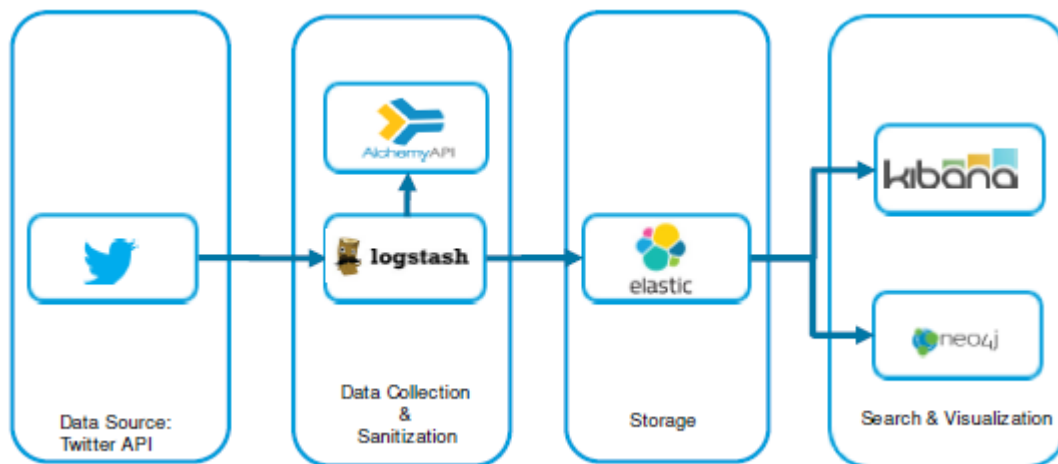 AlchemyAPI
logstash
elastic
kibana
neo4j
Data Source:
Twitter API
Data Collection
&
Sanitization
Storage
Search & Visualization